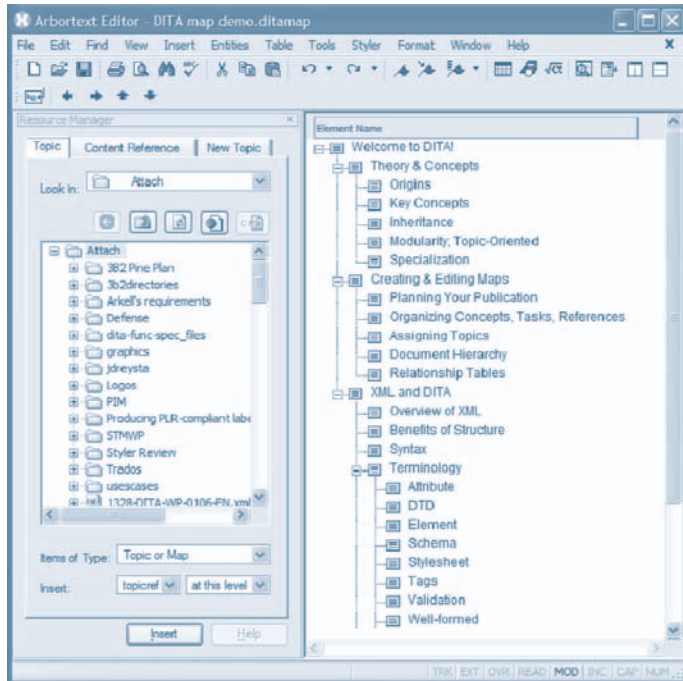 Arbortext Editor - DITA map demo.ditamap
File Edit Find View Insert Entities Table Tools Styler Format Window Help
Resource Manager
Topic Content Reference New Topic
Look in: Attach
Attach
382 Pine Plan
3b2directories
Arkell's requirements
Defense
dita-func-spec_files
graphics
jdreysta
Logos
PIM
Producing PLR-compliant labe
STMWP
Styler Review
Trados
usescases
1328-DITA-WP-0106-EN.xml
Items of Type: Topic or Map
Insert: topicref at this level
Insert Help
Element Name
Welcome to DITA!
Theory & Concepts
Origins
Key Concepts
Inheritance
Modularity, Topic-Oriented
Specialization
Creating & Editing Maps
Planning Your Publication
Organizing Concepts, Tasks, References
Assigning Topics
Document Hierarchy
Relationship Tables
XML and DITA
Overview of XML
Benefits of Structure
Syntax
Terminology
Attribute
DTD
Element
Schema
Stylesheet
Tags
Validation
Well-formed
TRK EXT OVR READ MOD INC CAP NUM